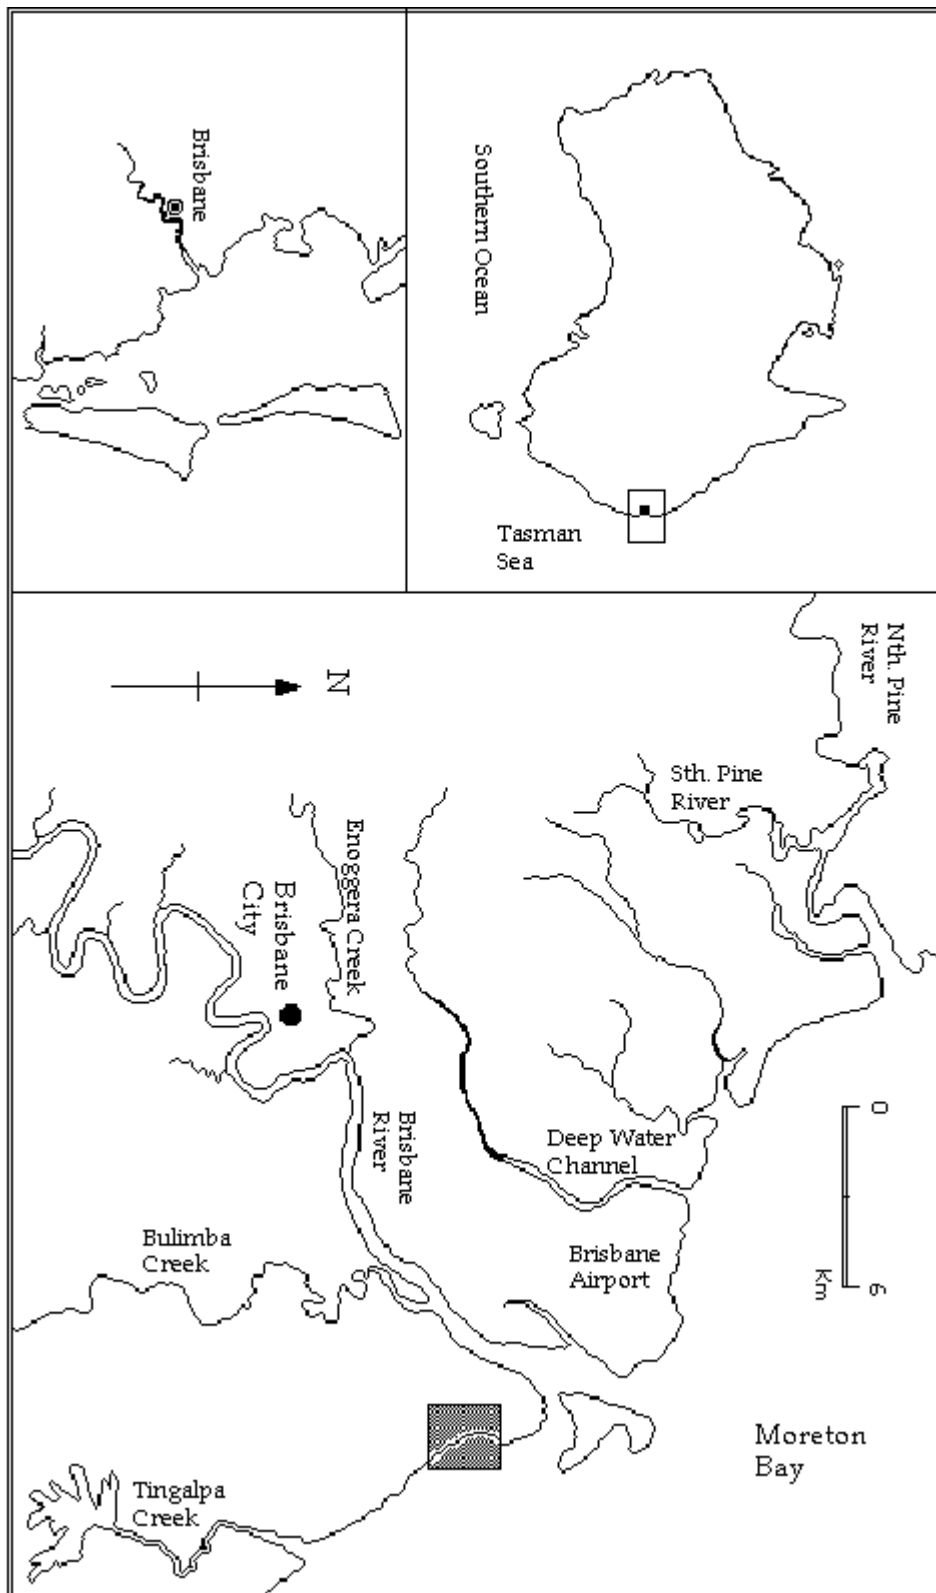 Brisbane
Southern Ocean
Tasman
Sea
Nth. Pine
River
N
Sth. Pine
River
Enoggera Creek
Brisbane
City
Brisbane
River
Deep Water
Channel
0
6
Km
Bulimba
Creek
Brisbane
Airport
Moreton
Bay
Tingalpa
Creek